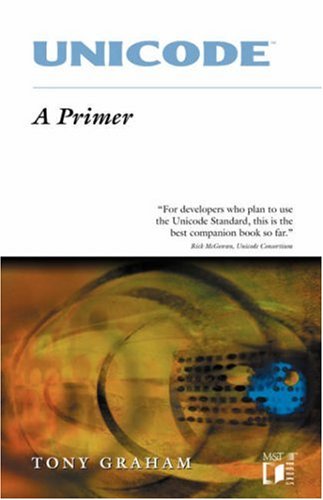 UNICODE™
A Primer
“For developers who plan to use
the Unicode Standard, this is the
best companion book so far.”
Rick McGowan, Unicode Consortium
TONY GRAHAM
M&T